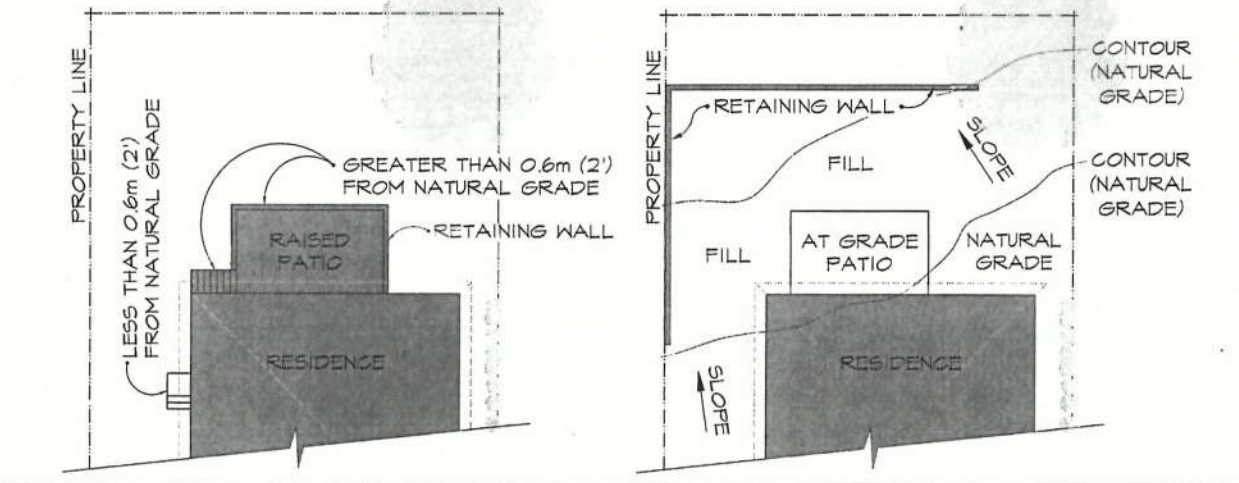 PROPERTY LINE
LESS THAN 0.6m (2')
FROM NATURAL GRADE
GREATER THAN 0.6m (2')
FROM NATURAL GRADE
RAISED
PATIO
RETAINING WALL
RESIDENCE
PROPERTY LINE
RETAINING WALL
CONTOUR
(NATURAL
GRADE)
SLOPE
FILL
CONTOUR
(NATURAL
GRADE)
FILL
AT GRADE
PATIO
NATURAL
GRADE
RESIDENCE
SLOPE